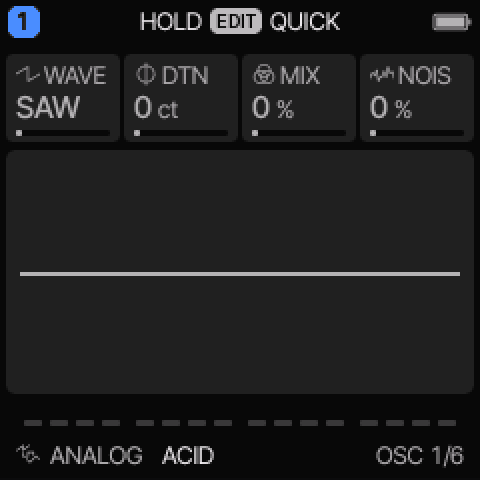 1 HOLD EDIT QUICK
WAVE DTN MIX NOIS
SAW 0 ct 0 % 0 %
ANALOG ACID OSC 1/6